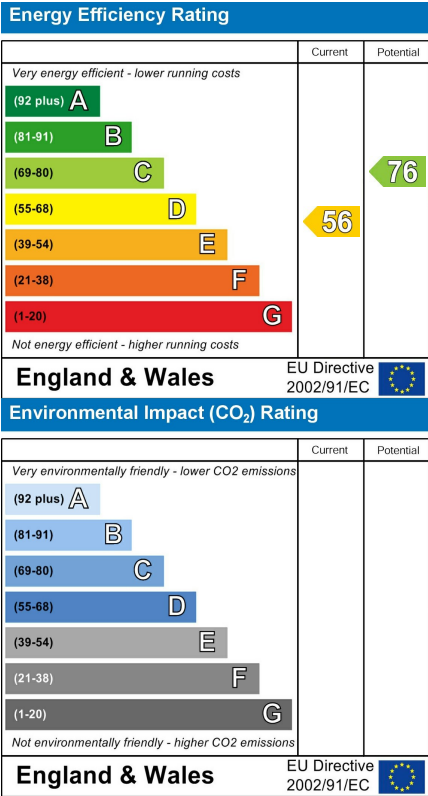 Energy Efficiency Rating
Current Potential
Very energy efficient - lower running costs
(92 plus) A
(81-91) B
(69-80) C
76
(55-68) D
56
(39-54) E
(21-38) F
(1-20) G
Not energy efficient - higher running costs
England & Wales
EU Directive
2002/91/EC
Environmental Impact (CO₂) Rating
Current Potential
Very environmentally friendly - lower CO2 emissions
(92 plus) A
(81-91) B
(69-80) C
(55-68) D
(39-54) E
(21-38) F
(1-20) G
Not environmentally friendly - higher CO2 emissions
England & Wales
EU Directive
2002/91/EC